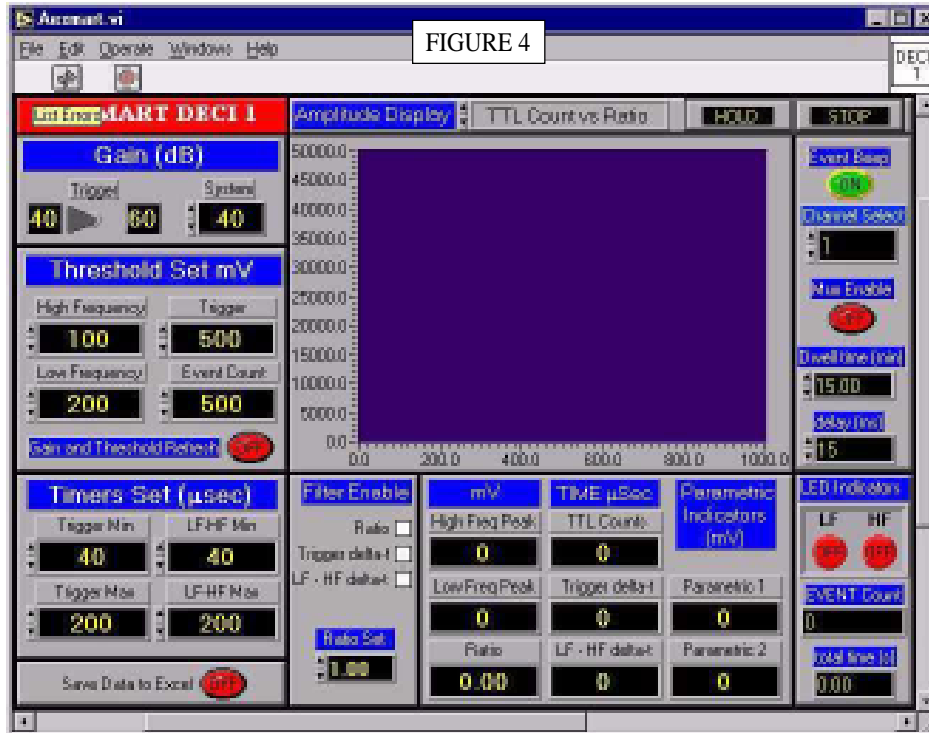 FIGURE 4
File Edit Operate Windows Help
DECI
1
List Errors MART DECI 1
Amplitude Display TTL Count vs Ratio HOLD STOP
Gain (dB)
Trigger System
40 60 40
Threshold Set mV
High Frequency Trigger
100 500
Low Frequency Event Count
200 500
Gain and Threshold Refresh OFF
Timers Set (µsec)
Trigger Min LF-HF Min
40 40
Trigger Max LF-HF Max
200 200
Save Data to Excel OFF
50000.0
45000.0
40000.0
35000.0
30000.0
25000.0
20000.0
15000.0
10000.0
5000.0
0.0
0.0 200.0 400.0 600.0 800.0 1000.0
Filter Enable
Ratio
Trigger delta-t
LF - HF delta-t
Ratio Set
1.00
mV TIME µSec Parametric
Indicators
(mV)
High Freq Peak TTL Counts
0 0
Low Freq Peak Trigger delta-t Parametric 1
0 0 0
Ratio LF - HF delta-t Parametric 2
0.00 0 0
Event Beep
ON
Channel Select
1
Mux Enable
OFF
Dwell time (min)
15.00
delay (ms)
15
LED Indicators
LF HF
OFF OFF
EVENT Count
0
total time (s)
0.00